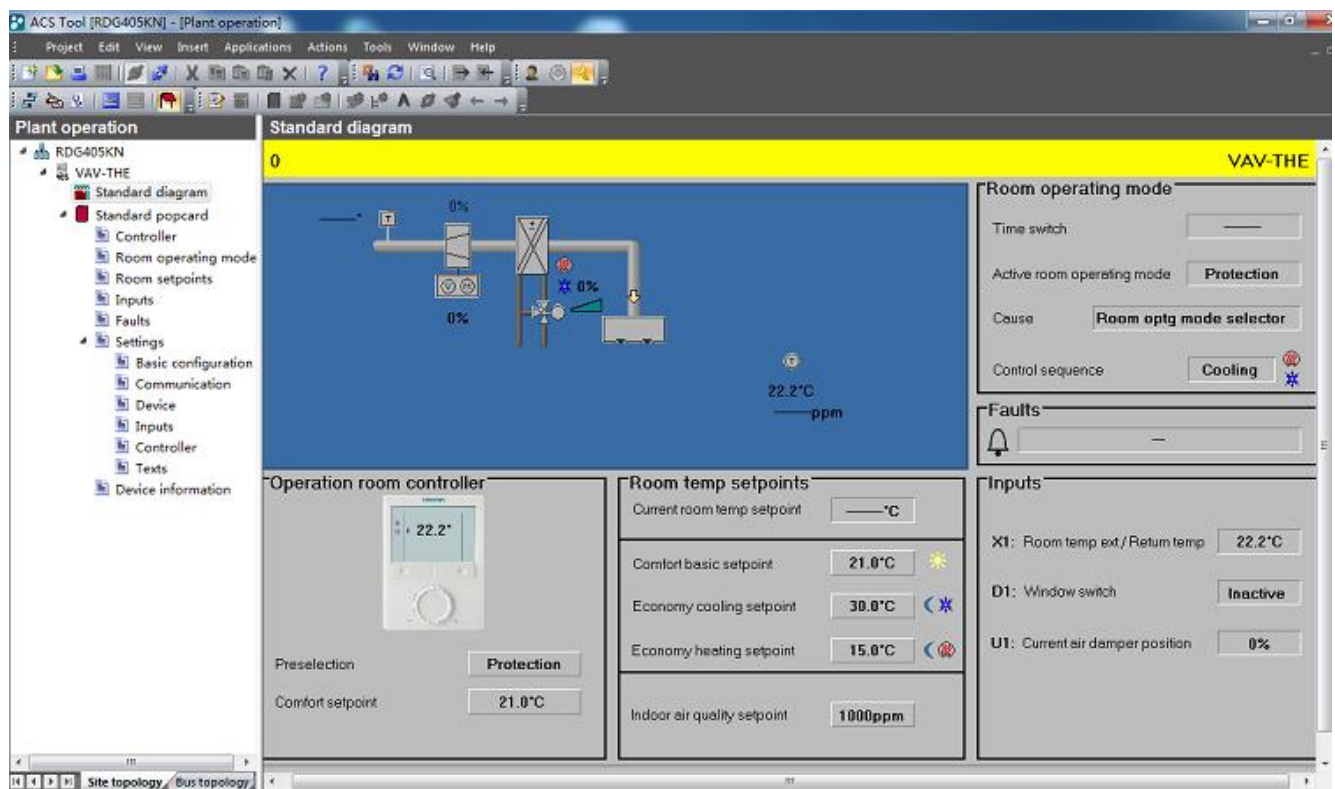 ACS Tool [RDG405KN] - [Plant operation]
Project Edit View Insert Applications Actions Tools Window Help
Plant operation
RDG405KN
VAV-THE
Standard diagram
Standard popcard
Controller
Room operating mode
Room setpoints
Inputs
Faults
Settings
Basic configuration
Communication
Device
Inputs
Controller
Texts
Device information
Site topology Bus topology
Standard diagram
0 VAV-THE
T
0%
0%
0%
T
22.2°C
ppm
Room operating mode
Time switch
Active room operating mode Protection
Cause Room optg mode selector
Control sequence Cooling
Faults
Operation room controller
22.2°
Preselection Protection
Comfort setpoint 21.0°C
Room temp setpoints
Current room temp setpoint °C
Comfort basic setpoint 21.0°C
Economy cooling setpoint 30.0°C
Economy heating setpoint 15.0°C
Indoor air quality setpoint 1000ppm
Inputs
X1: Room temp ext / Return temp 22.2°C
D1: Window switch Inactive
U1: Current air damper position 0%